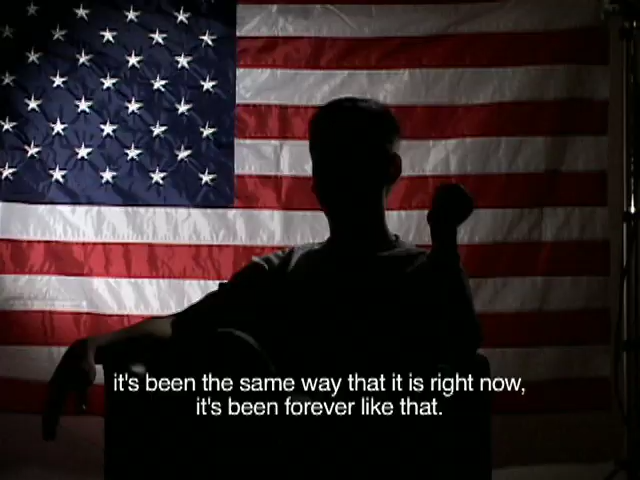 it's been the same way that it is right now,
it's been forever like that.